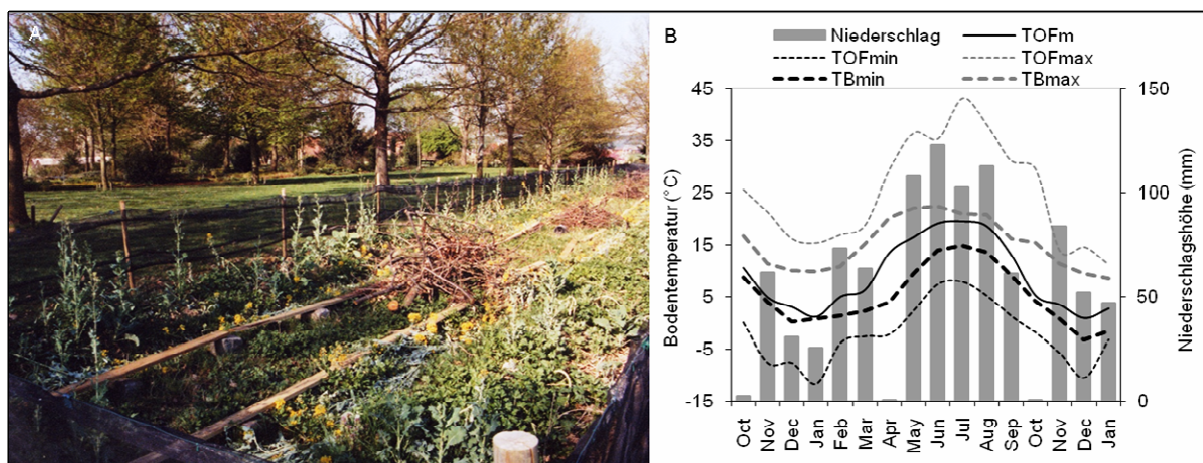 A
B
Niederschlag TOFm
TOFmin TOFmax
TBmin TBmax
Bodentemperatur (°C)
45
35
25
15
5
-5
-15
150
100
50
0
Niederschlagshöhe (mm)
Oct Nov Dec Jan Feb Mar Apr May Jun Jul Aug Sep Oct Nov Dec Jan